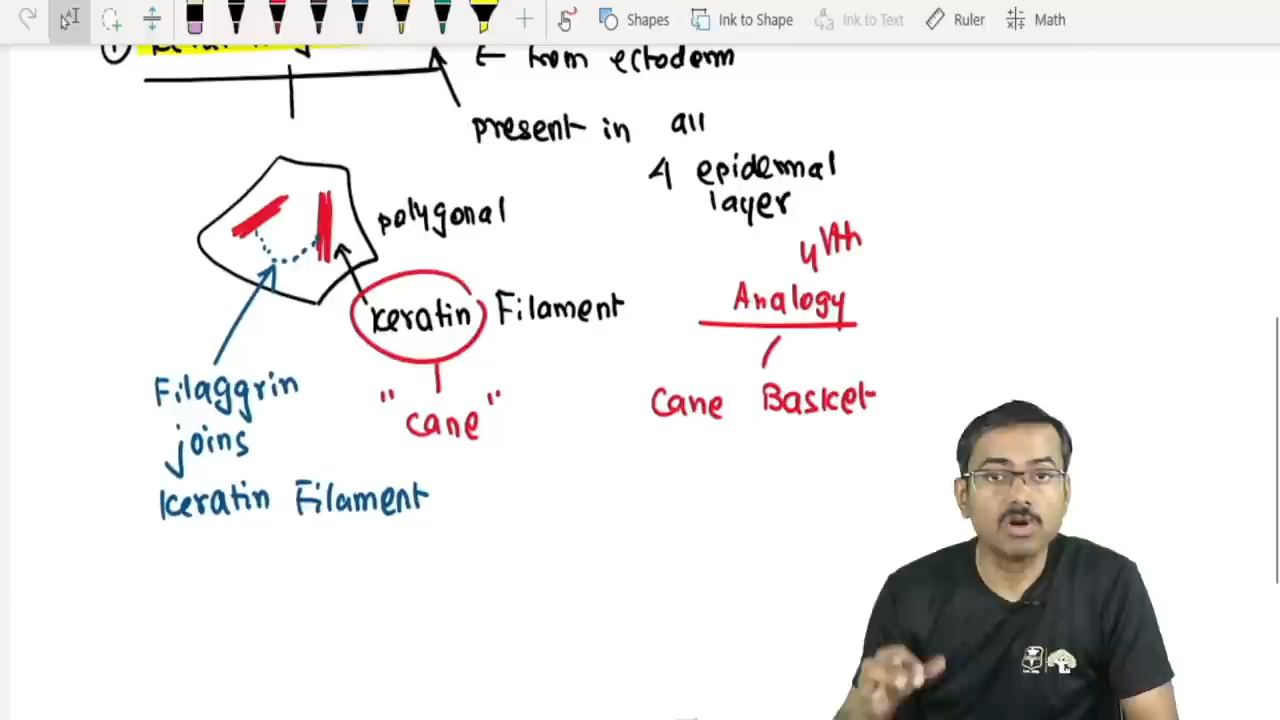 Shapes
Ink to Shape
Ink to Text
Ruler
Math
① 
← from ectoderm
present in all
4 epidermal
layer
polygonal
4th
Analogy
keratin Filament
Filaggrin
joins
keratin Filament
"cane"
Cane Basket